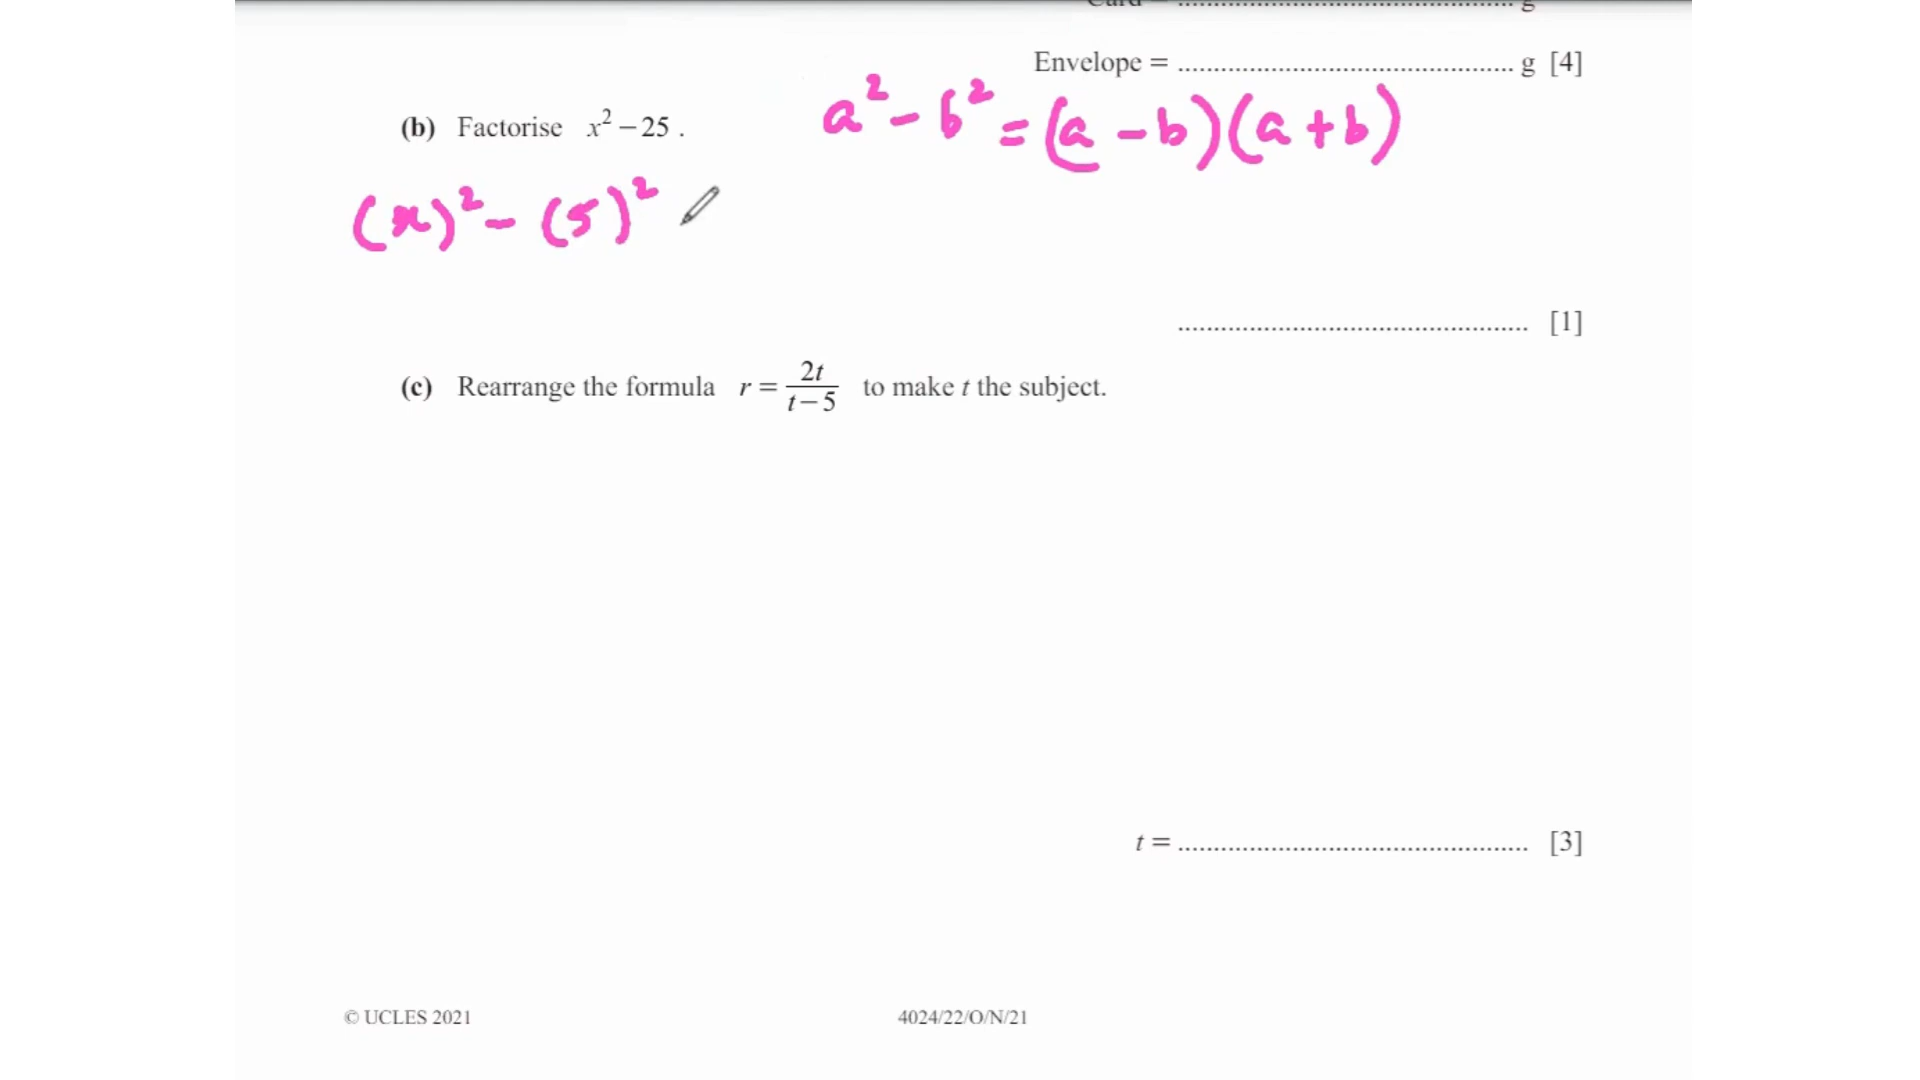 Card = ................................................ g
Envelope = ................................................ g [4]
a² - b² = (a - b)(a + b)
(b) Factorise x² – 25 .
(x)² - (5)²
.................................................. [1]
(c) Rearrange the formula r = 2t/(t – 5) to make t the subject.
t = .................................................. [3]
© UCLES 2021
4024/22/O/N/21